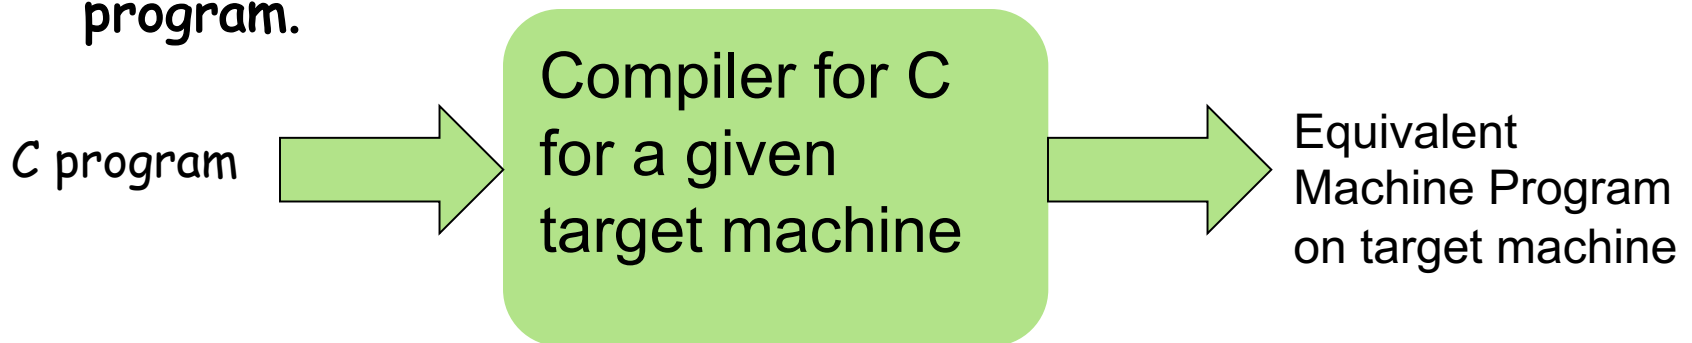 program.
C program
Compiler for C
for a given
target machine
Equivalent
Machine Program
on target machine